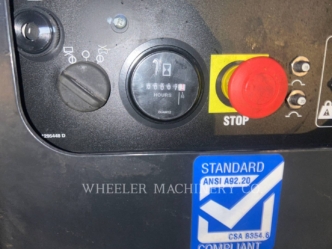 HOURS
STOP
STANDARD
ANSI A92.20
WHEELER MACHINERY CO
CSA B354.6
COMPLIANT